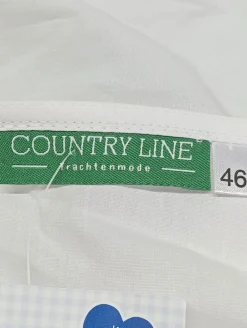 COUNTRY LINE
trachtenmode
46